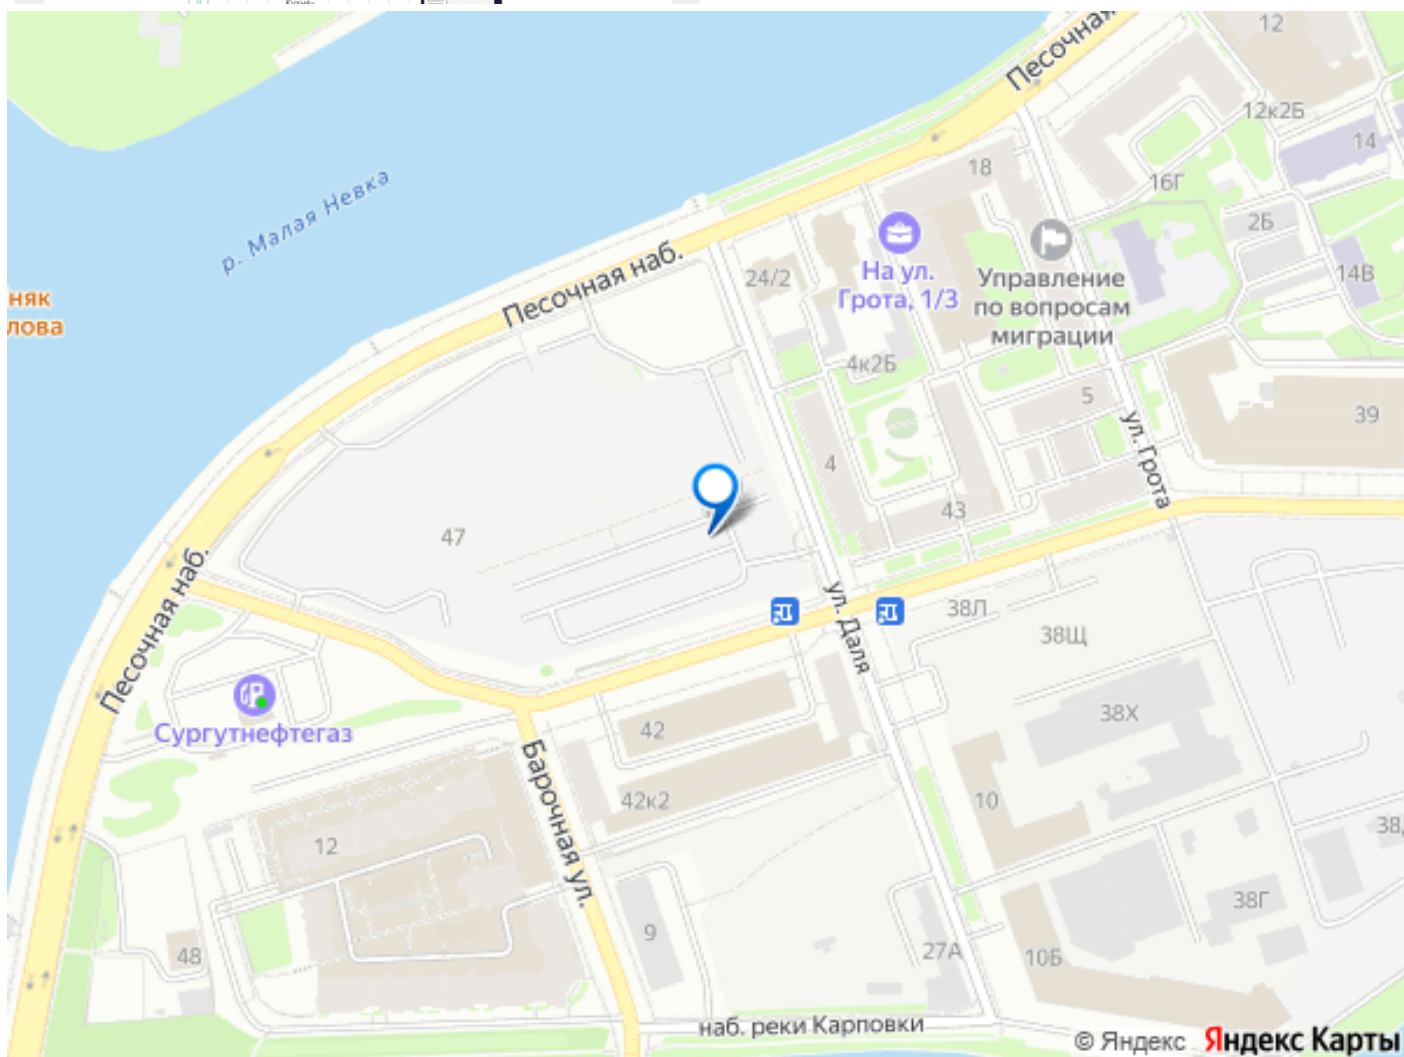 Песочная
12
12к2Б
14
18
16Г
р. Малая Невка
2Б
На ул.
Грота, 1/3
Управление
по вопросам
миграции
14В
Песочная наб.
24/2
няк
лова
4к2Б
5
39
ул. Грота
4
43
47
Песочная наб.
ул. Даля
38Л
38Щ
Сургутнефтегаз
42
38Х
Барочная ул.
42к2
10
12
38Г
9
27А
48
10Б
наб. реки Карповки
© Яндекс Яндекс Карты